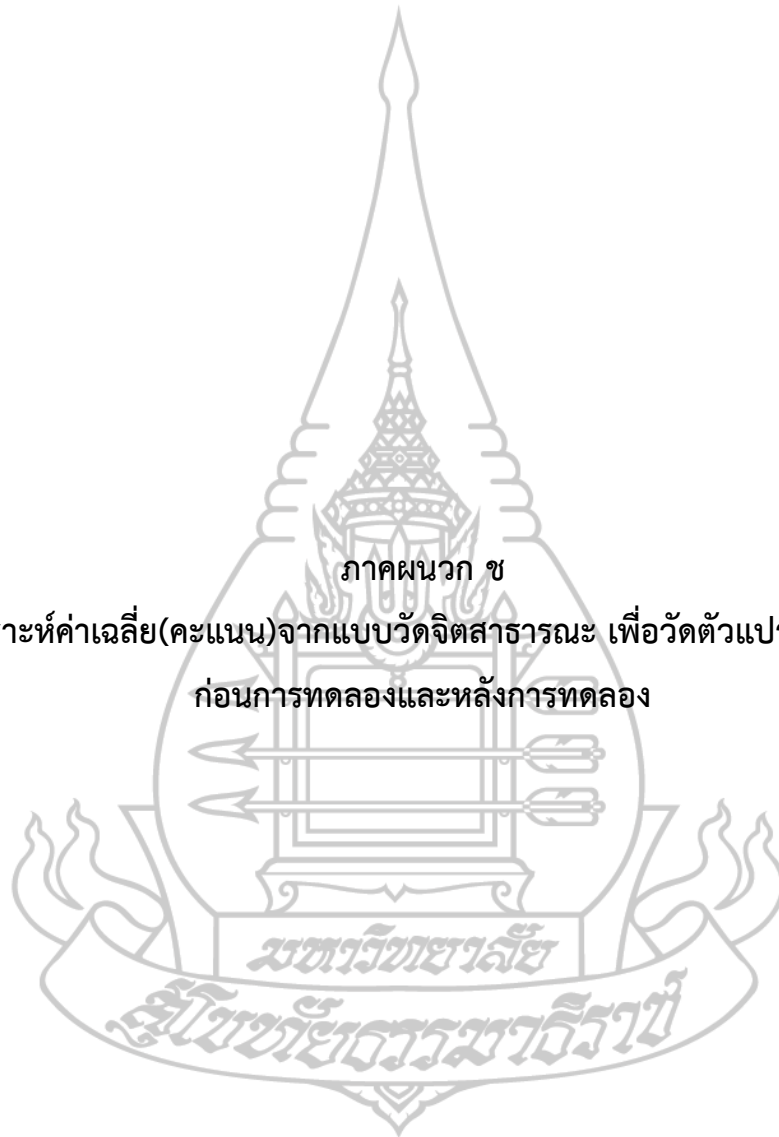 ภาคผนวก ช
าะห์ค่าเฉลี่ย(คะแนน)จากแบบวัดจิตสาธารณะ เพื่อวัดตัวแป
ก่อนการทดลองและหลังการทดลอง
มหาวิทยาลัย
สุโขทัยธรรมาธิราช